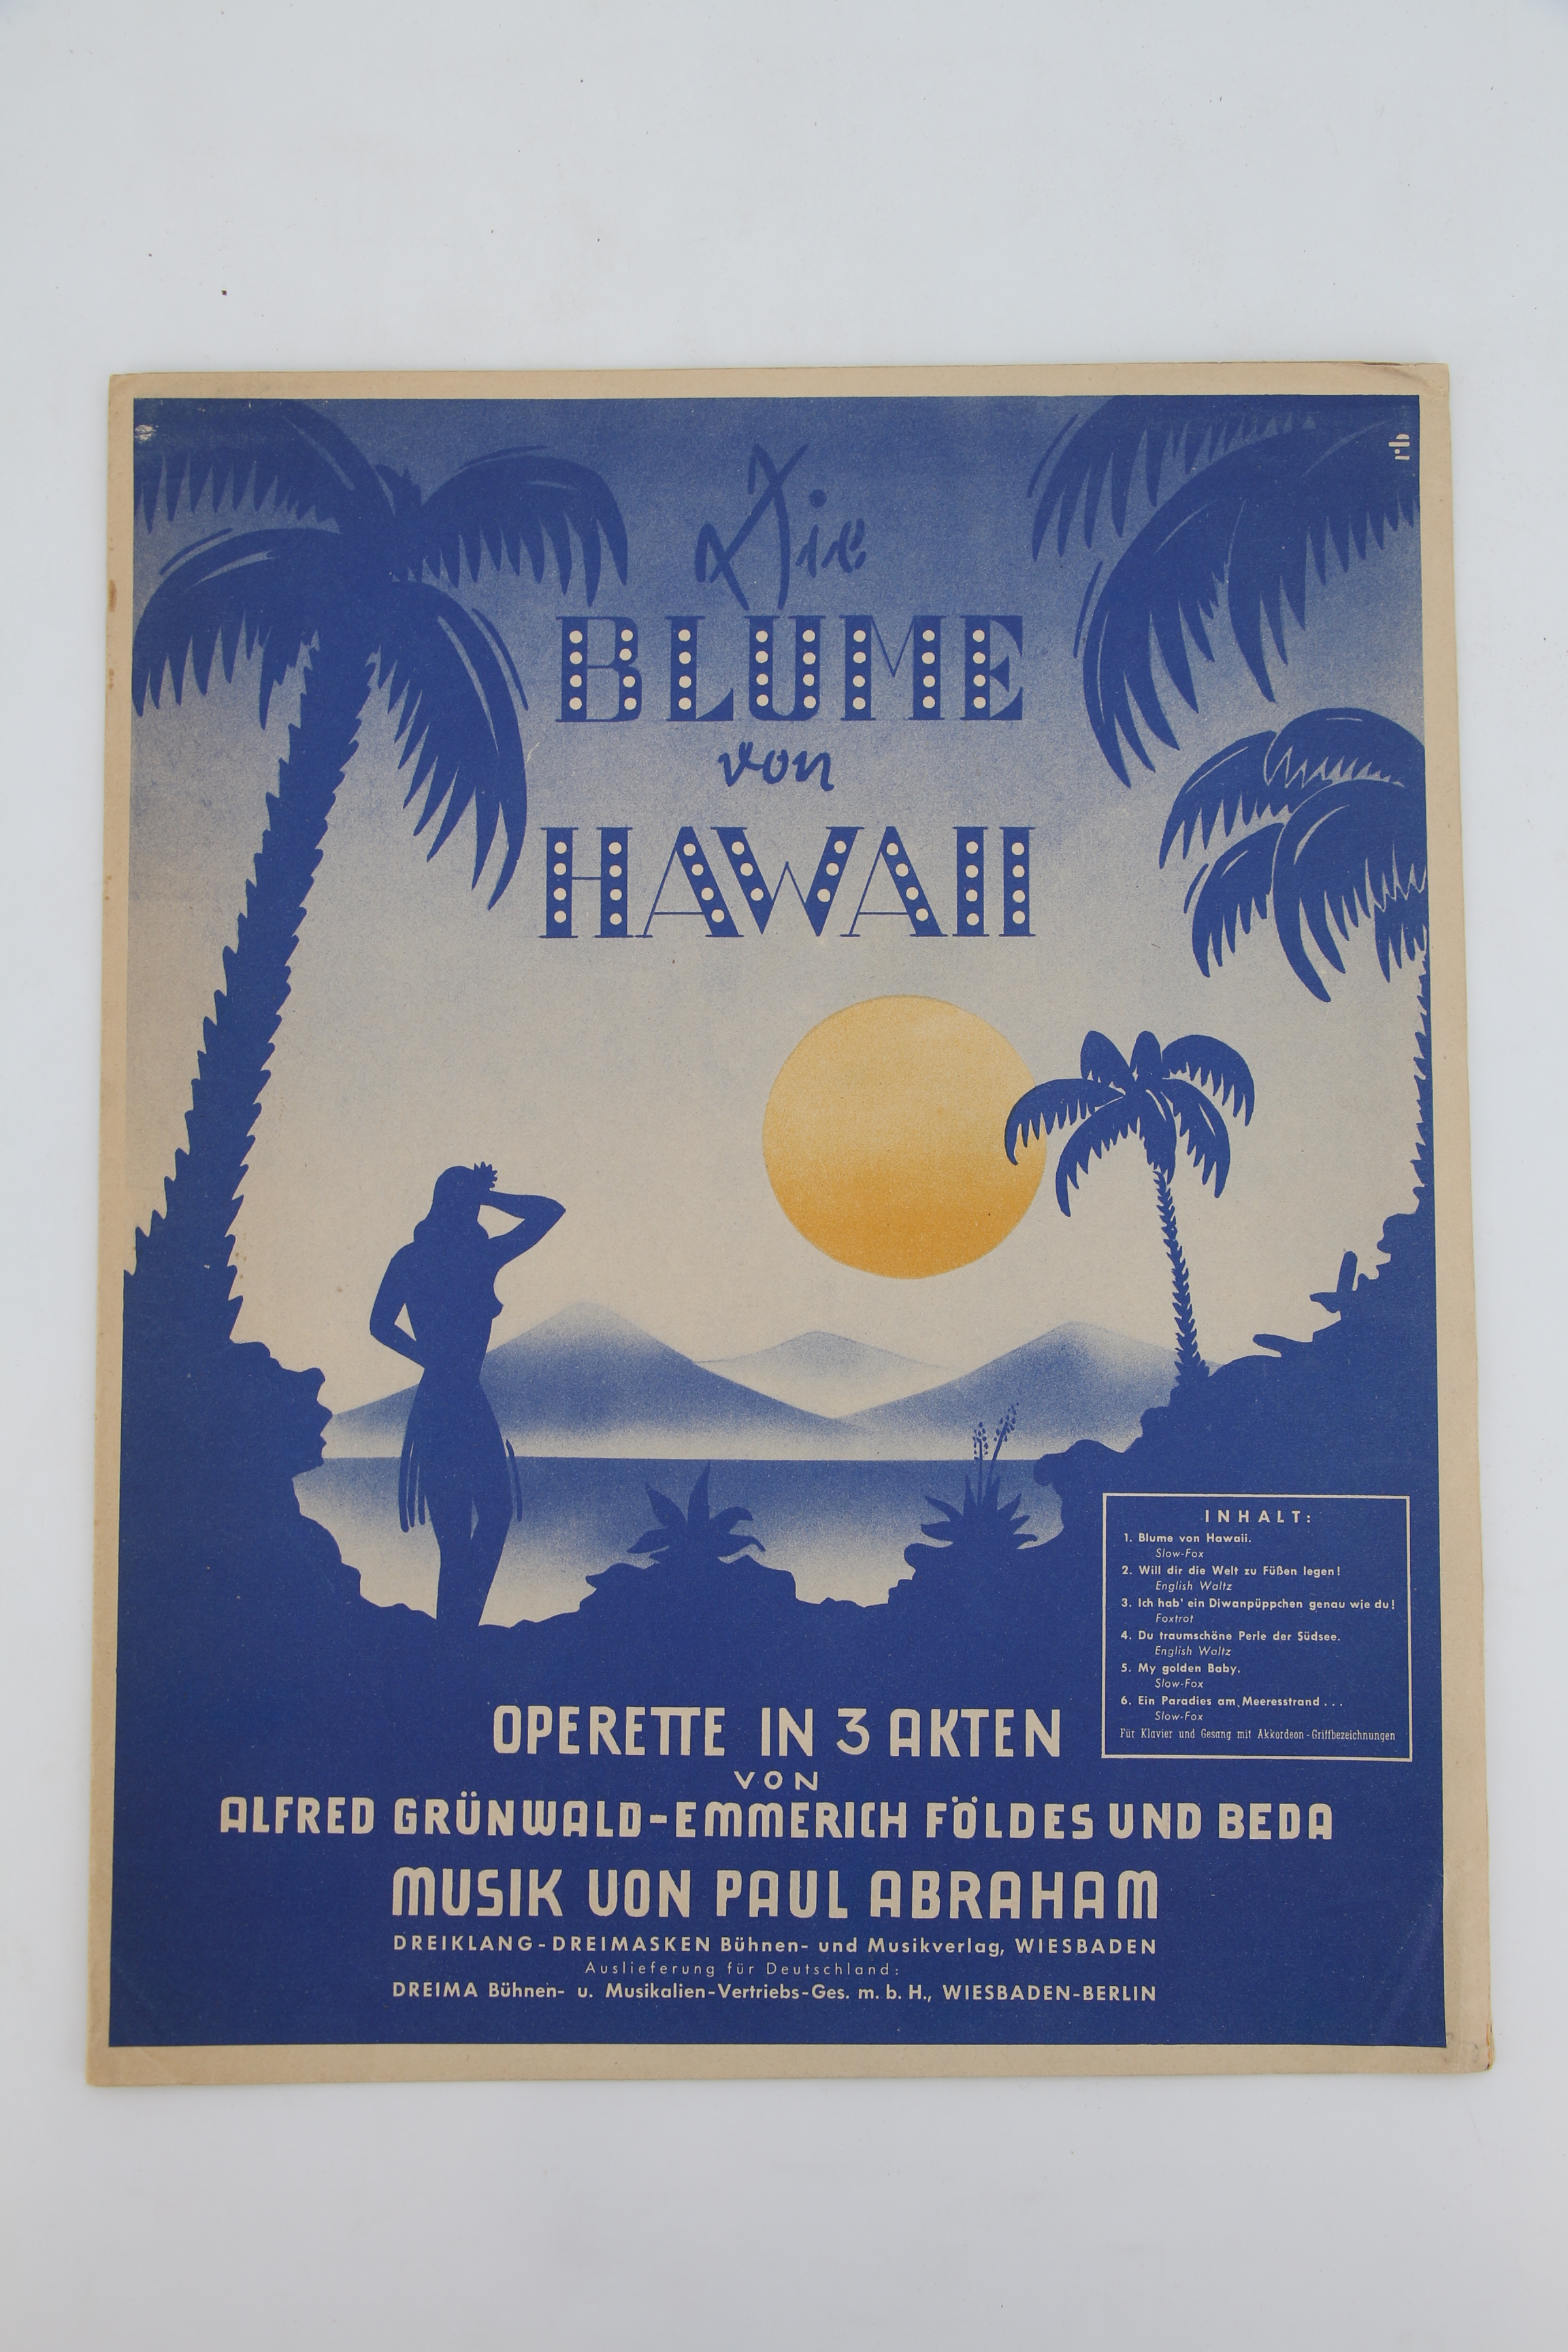 Die
BLUME
von
HAWAII
INHALT:
1. Blume von Hawaii.
Slow-Fox
2. Will dir die Welt zu Füßen legen!
English Waltz
3. Ich hab' ein Diwanpüppchen genau wie du!
Foxtrot
4. Du traumschöne Perle der Südsee.
English Waltz
5. My golden Baby.
Slow-Fox
6. Ein Paradies am Meeresstrand . . .
Slow-Fox
Für Klavier und Gesang mit Akkordeon-Griffbezeichnungen
OPERETTE IN 3 AKTEN
VON
ALFRED GRÜNWALD-EMMERICH FÖLDES UND BEDA
MUSIK VON PAUL ABRAHAM
DREIKLANG-DREIMASKEN Bühnen- und Musikverlag, WIESBADEN
Auslieferung für Deutschland:
DREIMA Bühnen- u. Musikalien-Vertriebs-Ges. m. b. H., WIESBADEN-BERLIN